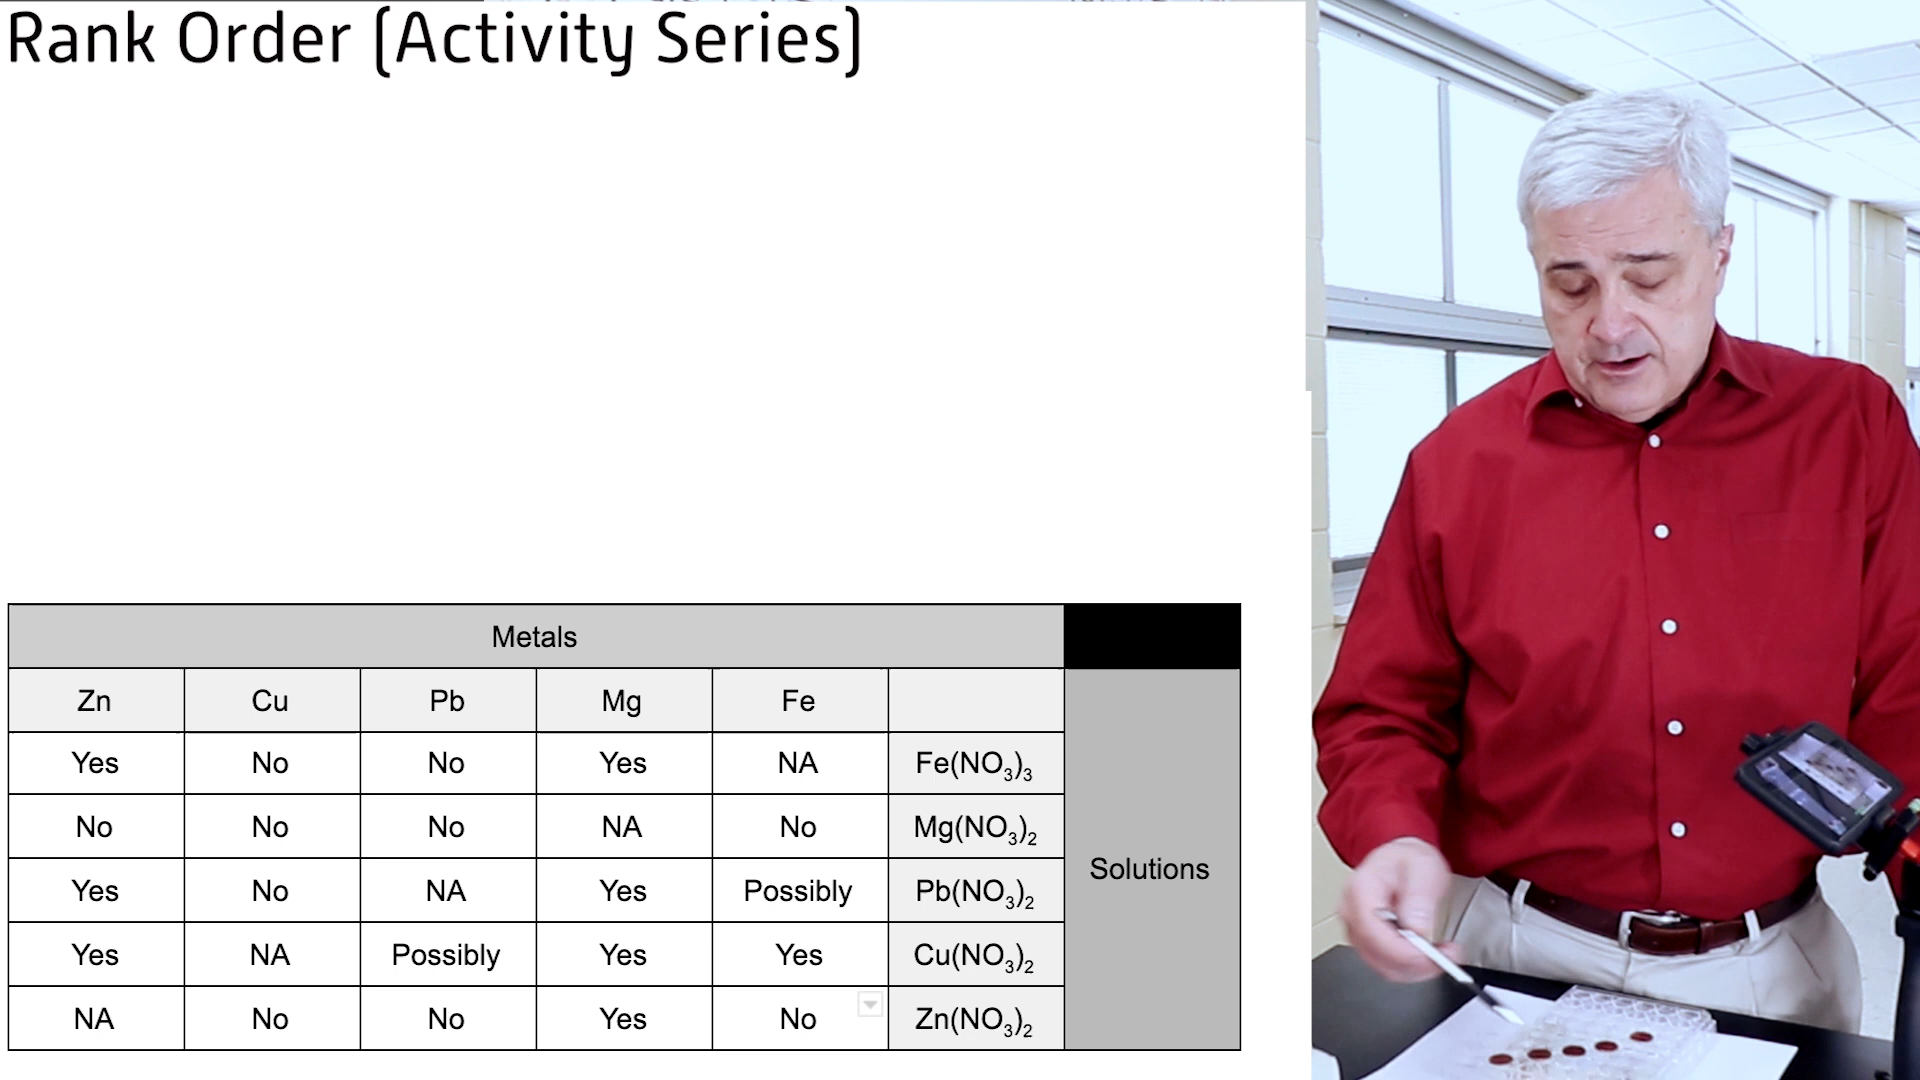 Rank Order (Activity Series)
Metals
Zn Cu Pb Mg Fe
Yes No No Yes NA Fe(NO₃)₃
No No No NA No Mg(NO₃)₂
Yes No NA Yes Possibly Pb(NO₃)₂
Yes NA Possibly Yes Yes Cu(NO₃)₂
NA No No Yes No Zn(NO₃)₂
Solutions